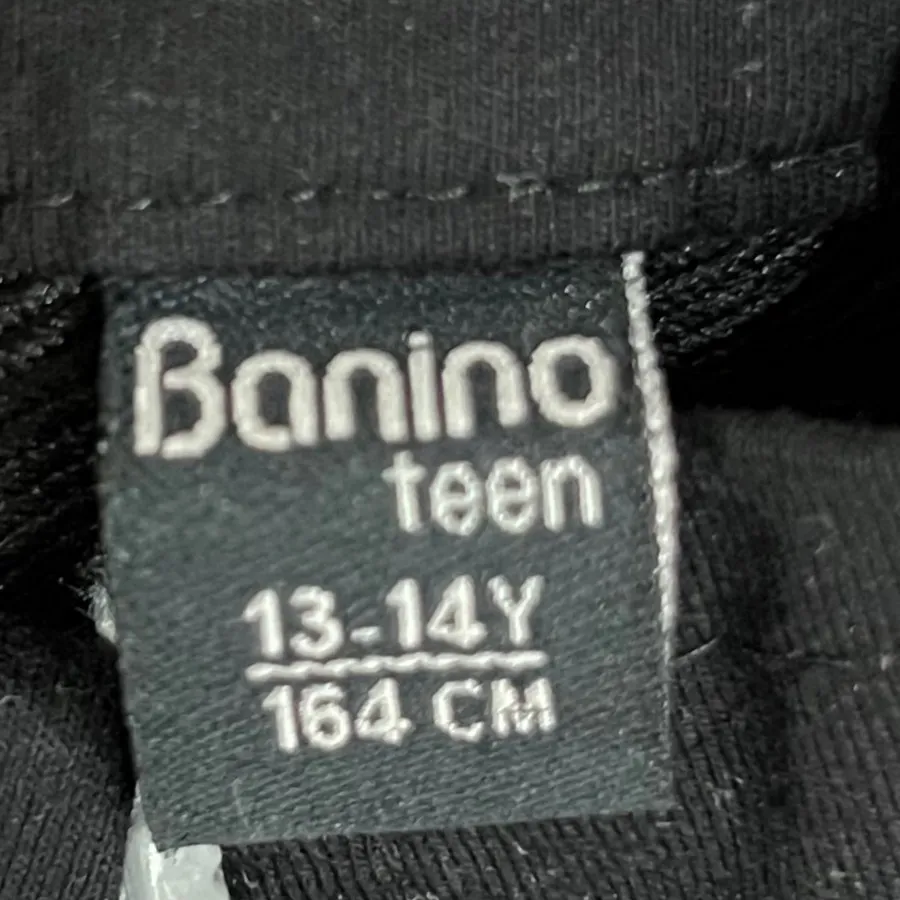 Banino
teen
13-14Y
164 CM